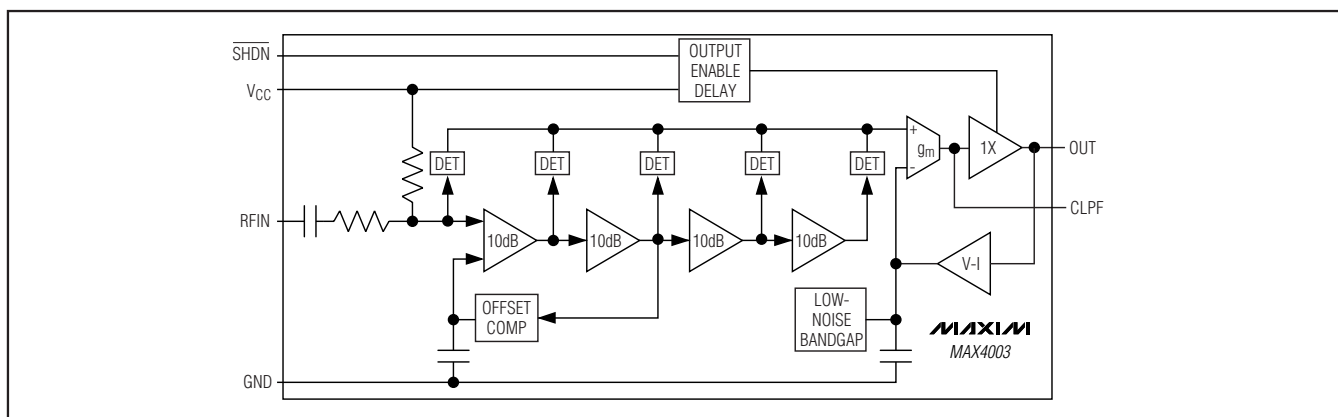 SHDN
OUTPUT
ENABLE
DELAY
VCC
DET
DET
DET
DET
DET
+
gm
-
1X
OUT
CLPF
RFIN
10dB
10dB
10dB
10dB
V-I
OFFSET
COMP
LOW-
NOISE
BANDGAP
MAXIM
MAX4003
GND